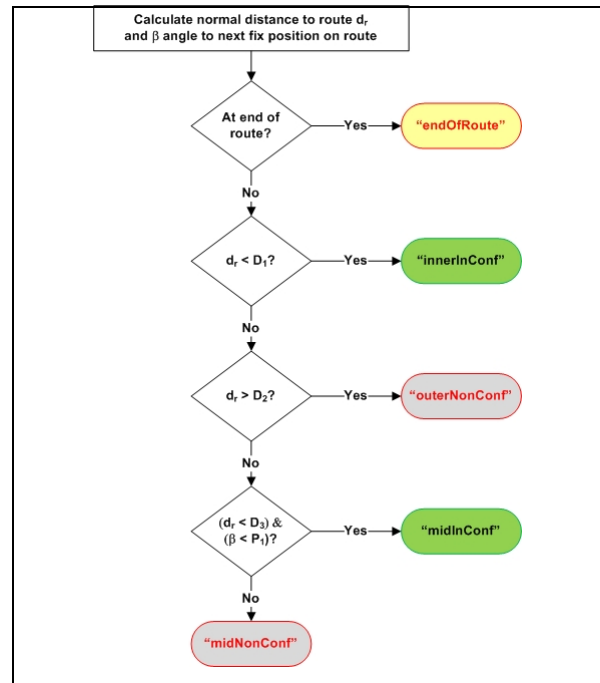 Calculate normal distance to route dᵣ
and β angle to next fix position on route
At end of
route?
Yes
“endOfRoute”
No
dᵣ < D₁?
Yes
“innerInConf”
No
dᵣ > D₂?
Yes
“outerNonConf”
No
(dᵣ < D₃) &
(β < P₁)?
Yes
“midInConf”
No
“midNonConf”